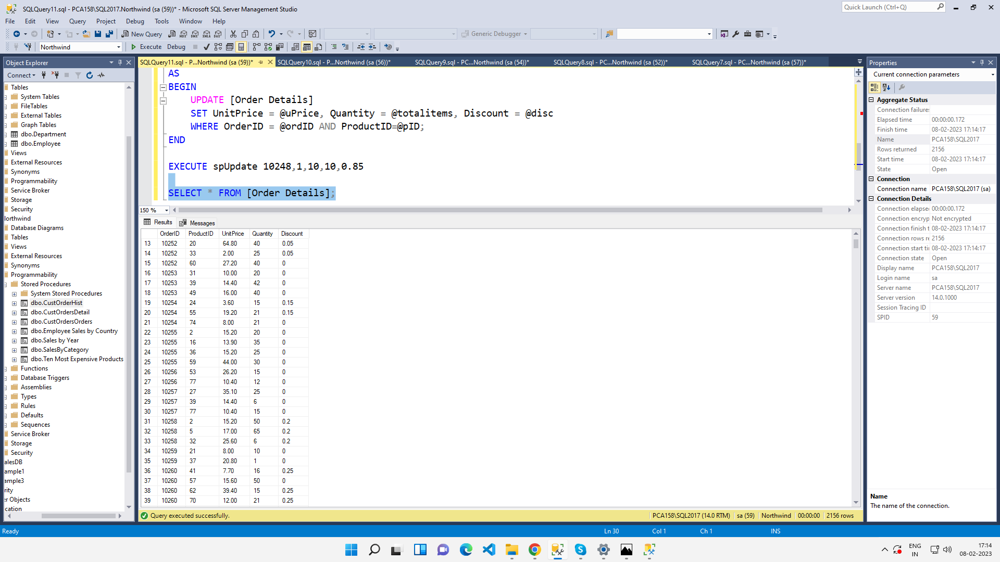 SQLQuery11.sql - PCA158\SQL2017.Northwind (sa (59))* - Microsoft SQL Server Management Studio
Quick Launch (Ctrl+Q)
File Edit View Query Project Debug Tools Window Help
New Query
MDX DMX XMLA DAX
Generic Debugger
Northwind
Execute Debug
Object Explorer
Connect
Tables
System Tables
FileTables
External Tables
Graph Tables
dbo.Department
dbo.Employee
Views
External Resources
Synonyms
Programmability
Service Broker
Storage
Security
lorthwind
Database Diagrams
Tables
Views
External Resources
Synonyms
Programmability
Stored Procedures
System Stored Procedures
dbo.CustOrderHist
dbo.CustOrdersDetail
dbo.CustOrdersOrders
dbo.Employee Sales by Country
dbo.Sales by Year
dbo.SalesByCategory
dbo.Ten Most Expensive Products
Functions
Database Triggers
Assemblies
Types
Rules
Defaults
Sequences
Service Broker
Storage
Security
alesDB
ample1
ample3
rity
er Objects
cation
SQLQuery11.sql - P...Northwind (sa (59))*
SQLQuery10.sql - P...Northwind (sa (56))*
SQLQuery9.sql - PC...Northwind (sa (54))*
SQLQuery8.sql - PC...Northwind (sa (52))*
SQLQuery7.sql - PC...Northwind (sa (57))*
AS
BEGIN
UPDATE [Order Details]
SET UnitPrice = @uPrice, Quantity = @totalitems, Discount = @disc
WHERE OrderID = @ordID AND ProductID=@pID;
END
EXECUTE spUpdate 10248,1,10,10,0.85
SELECT * FROM [Order Details];
150 %
Results Messages
OrderID ProductID UnitPrice Quantity Discount
13 10252 20 64.80 40 0.05
14 10252 33 2.00 25 0.05
15 10252 60 27.20 40 0
16 10253 31 10.00 20 0
17 10253 39 14.40 42 0
18 10253 49 16.00 40 0
19 10254 24 3.60 15 0.15
20 10254 55 19.20 21 0.15
21 10254 74 8.00 21 0
22 10255 2 15.20 20 0
23 10255 16 13.90 35 0
24 10255 36 15.20 25 0
25 10255 59 44.00 30 0
26 10256 53 26.20 15 0
27 10256 77 10.40 12 0
28 10257 27 35.10 25 0
29 10257 39 14.40 6 0
30 10257 77 10.40 15 0
31 10258 2 15.20 50 0.2
32 10258 5 17.00 65 0.2
33 10258 32 25.60 6 0.2
34 10259 21 8.00 10 0
35 10259 37 20.80 1 0
36 10260 41 7.70 16 0.25
37 10260 57 15.60 50 0
38 10260 62 39.40 15 0.25
39 10260 70 12.00 21 0.25
Query executed successfully.
PCA158\SQL2017 (14.0 RTM) sa (59) Northwind 00:00:00 2156 rows
Properties
Current connection parameters
Aggregate Status
Connection failures
Elapsed time 00:00:00.172
Finish time 08-02-2023 17:14:17
Name PCA158\SQL2017
Rows returned 2156
Start time 08-02-2023 17:14:17
State Open
Connection
Connection name PCA158\SQL2017 (sa)
Connection Details
Connection elapse 00:00:00.172
Connection encryp Not encrypted
Connection finish t 08-02-2023 17:14:17
Connection rows re 2156
Connection start ti 08-02-2023 17:14:17
Connection state Open
Display name PCA158\SQL2017
Login name sa
Server name PCA158\SQL2017
Server version 14.0.1000
Session Tracing ID
SPID 59
Name
The name of the connection.
Ready
Ln 30 Col 1 Ch 1 INS
ENG
IN
17:14
08-02-2023